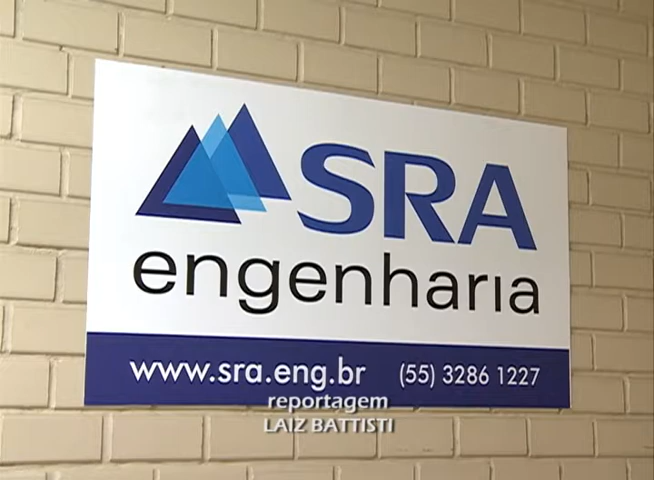 SRA
engenharia
www.sra.eng.br (55) 3286 1227
reportagem
LAIZ BATTISTI